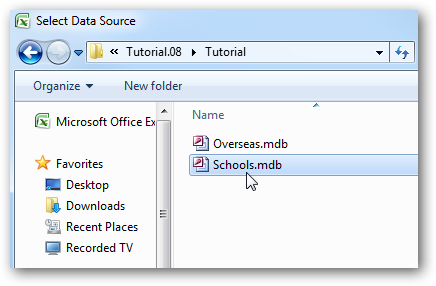 Select Data Source
« Tutorial.08 ▸ Tutorial
Organize ▾ New folder
Microsoft Office Ex
Favorites
Desktop
Downloads
Recent Places
Recorded TV
Name
Overseas.mdb
Schools.mdb